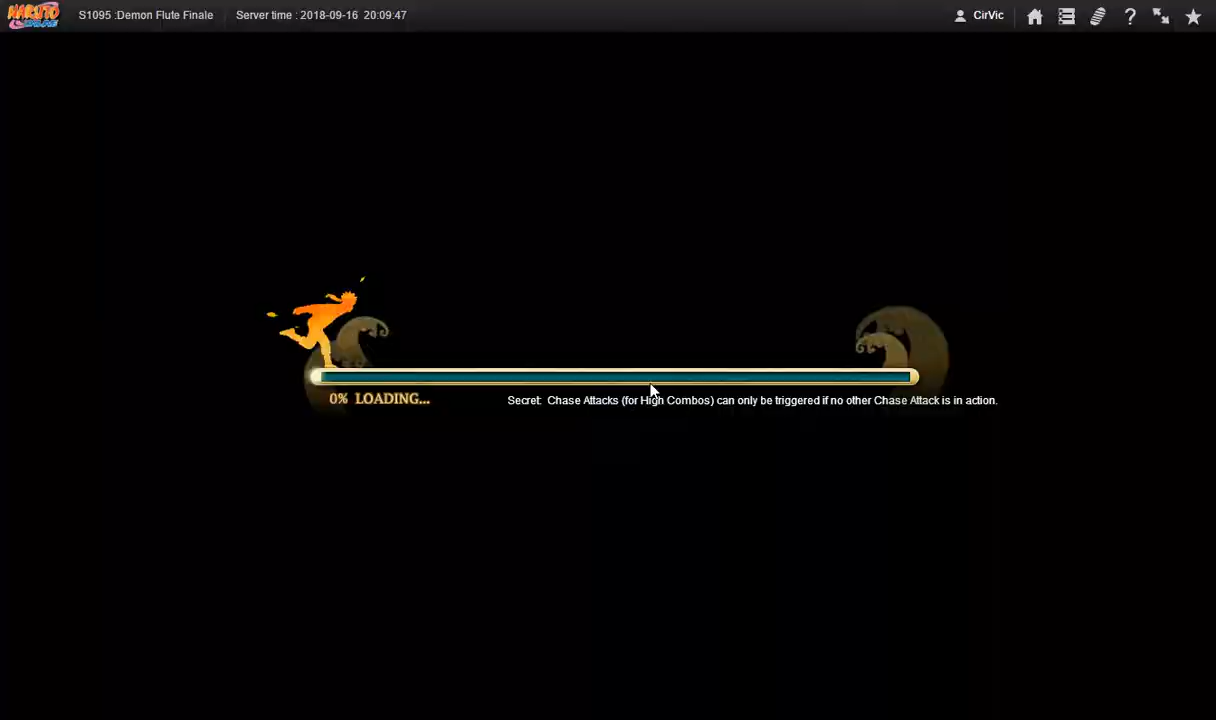 NARUTO ONLINE
S1095 :Demon Flute Finale
Server time : 2018-09-16 20:09:47
CirVic
0% LOADING...
Secret: Chase Attacks (for High Combos) can only be triggered if no other Chase Attack is in action.